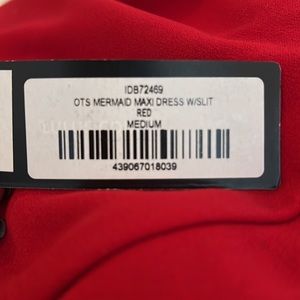 IDB72469
OTS MERMAID MAXI DRESS W/SLIT
RED
MEDIUM
439067018039